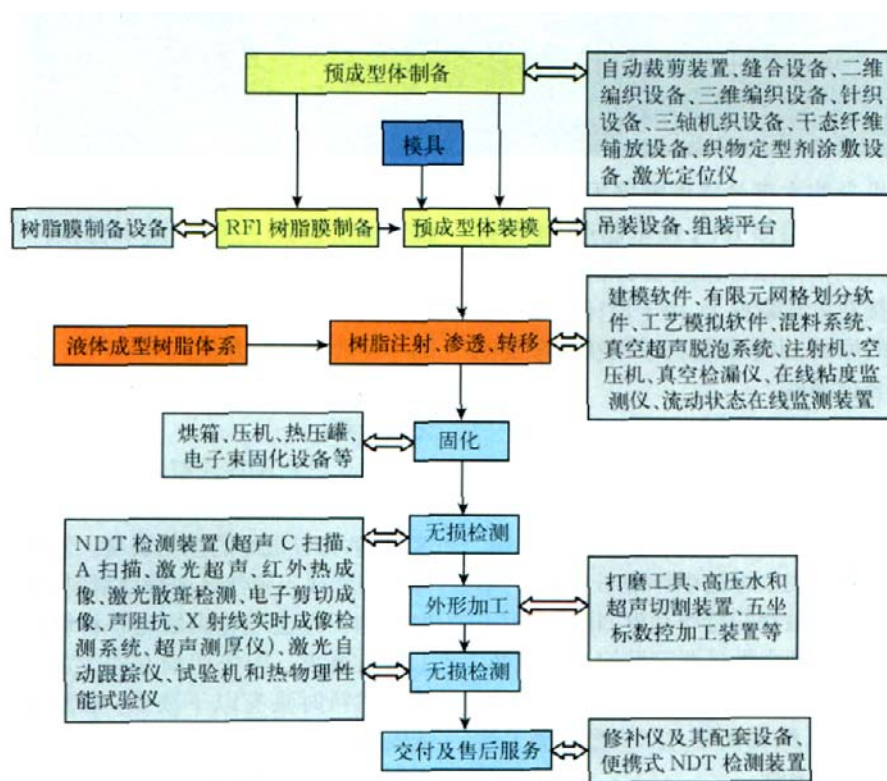 预成型体制备
自动裁剪装置、缝合设备、二维
编织设备、三维编织设备、针织
设备、三轴机织设备、干态纤维
铺放设备、织物定型剂涂敷设
备、激光定位仪
模具
树脂膜制备设备
RFI 树脂膜制备
预成型体装模
吊装设备、组装平台
液体成型树脂体系
树脂注射、渗透、转移
建模软件、有限元网格划分软
件、工艺模拟软件、混料系统、
真空超声脱泡系统、注射机、空
压机、真空检漏仪、在线粘度监
测仪、流动状态在线监测装置
烘箱、压机、热压罐、
电子束固化设备等
固化
NDT 检测装置(超声 C 扫描、
A 扫描、激光超声、红外热成
像、激光散斑检测、电子剪切成
像、声阻抗、X 射线实时成像检
测系统、超声测厚仪)、激光自
动跟踪仪、试验机和热物理性
能试验仪
无损检测
外形加工
打磨工具、高压水和
超声切割装置、五坐
标数控加工装置等
无损检测
交付及售后服务
修补仪及其配套设备、
便携式 NDT 检测装置